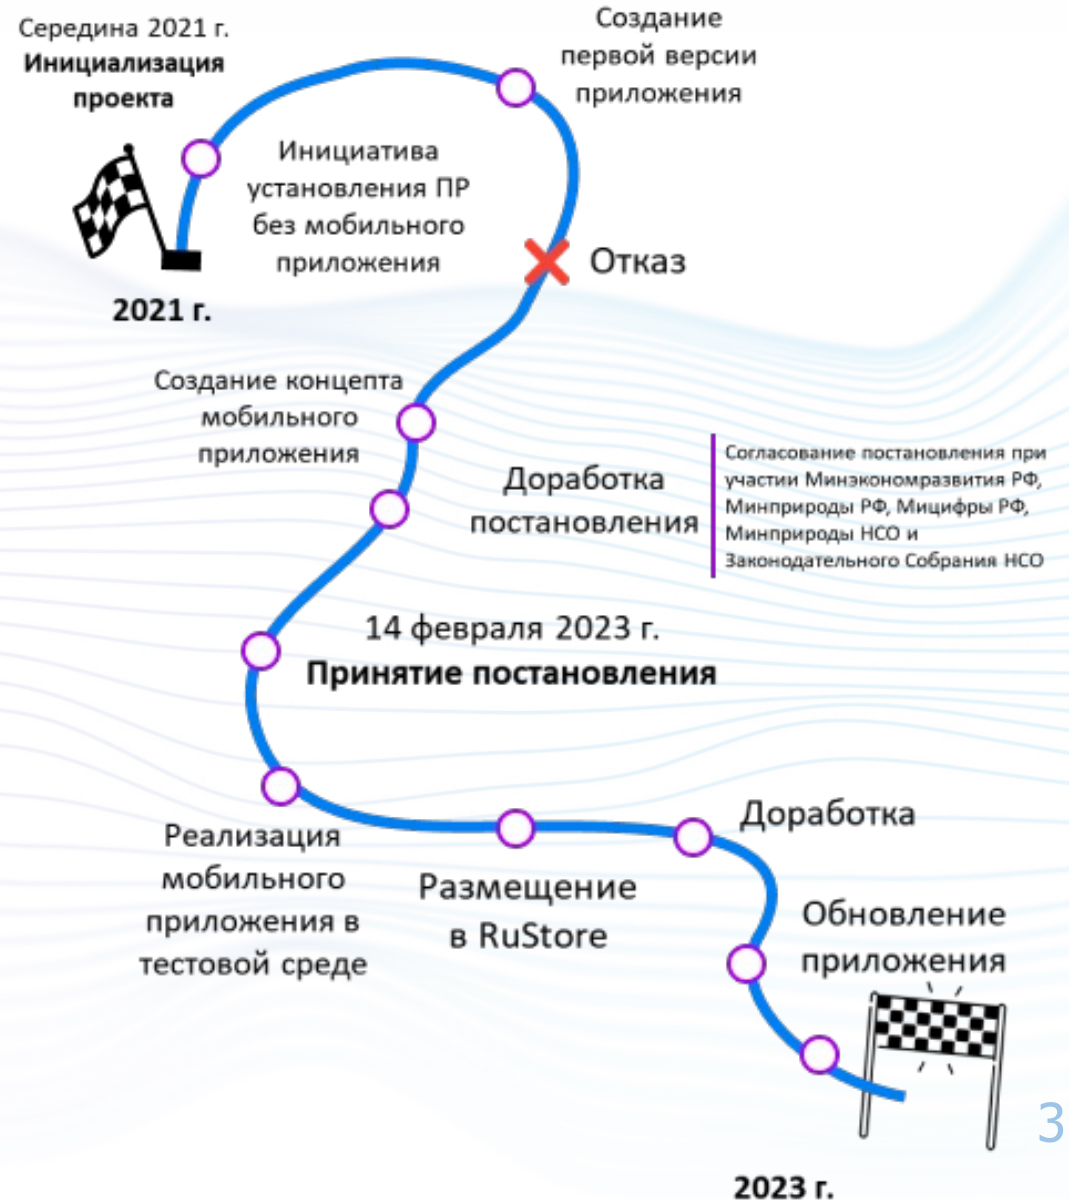 Середина 2021 г.
Инициализация
проекта
Создание
первой версии
приложения
Инициатива
установления ПР
без мобильного
приложения
Отказ
2021 г.
Создание концепта
мобильного
приложения
Доработка
постановления
Согласование постановления при
участии Минэкономразвития РФ,
Минприроды РФ, Мицифры РФ,
Минприроды НСО и
Законодательного Собрания НСО
14 февраля 2023 г.
Принятие постановления
Реализация
мобильного
приложения в
тестовой среде
Размещение
в RuStore
Доработка
Обновление
приложения
3
2023 г.